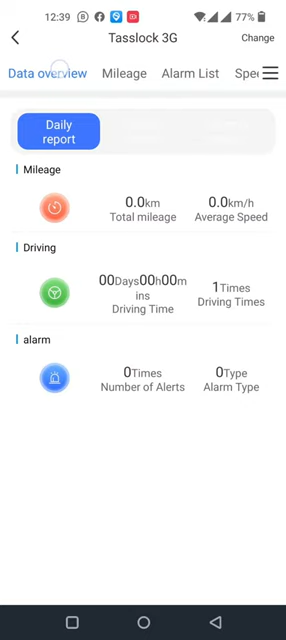 12:39 77%
Tasslock 3G Change
Data overview Mileage Alarm List Spee
Daily
report
Mileage
0.0km 0.0km/h
Total mileage Average Speed
Driving
00Days00h00m
ins
Driving Time
1Times
Driving Times
alarm
0Times 0Type
Number of Alerts Alarm Type